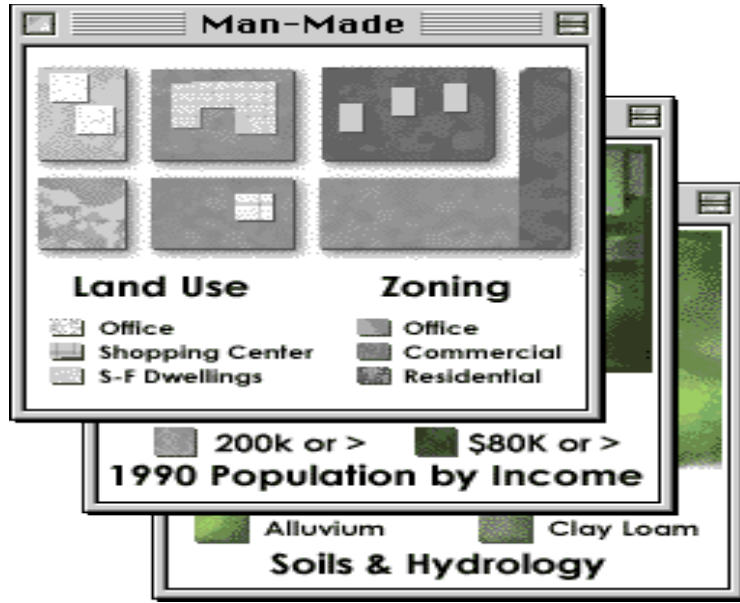 Man-Made
Land Use Zoning
Office Office
Shopping Center Commercial
S-F Dwellings Residential
200k or > $80K or >
1990 Population by Income
Alluvium Clay Loam
Soils & Hydrology